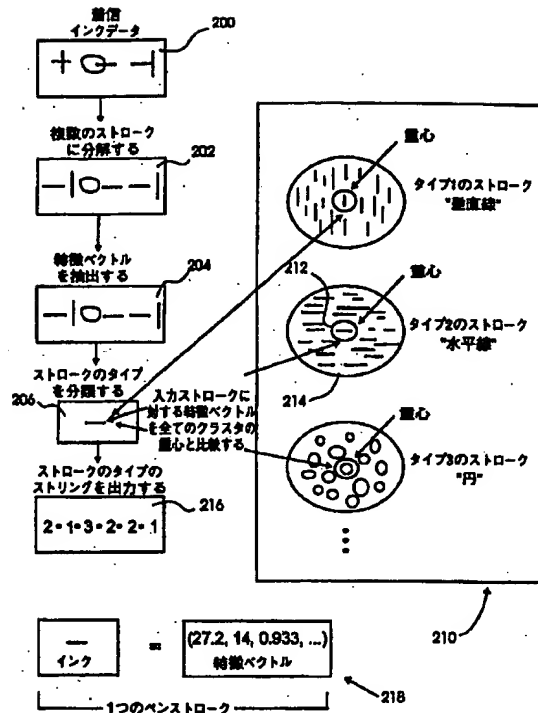 着信
インクデータ
200
複数のストローク
に分解する
202
特徴ベクトル
を抽出する
204
ストロークのタイプ
を分類する
206
入力ストロークに
対する特徴ベクトル
を全てのクラスタの
重心と比較する
ストロークのタイプの
ストリングを出力する
216
2・1・3・2・2・1
重心
タイプ1のストローク
"垂直線"
212
重心
タイプ2のストローク
"水平線"
214
重心
タイプ3のストローク
"円"
210
インク
=
(27.2, 14, 0.933, ...)
特徴ベクトル
218
1つのペンストローク